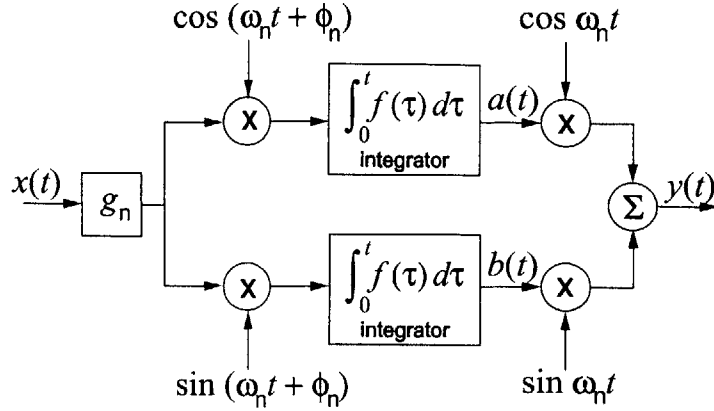 cos (ωₙt + ϕₙ)
cos ωₙt
∫₀ᵗ f(τ) dτ
integrator
a(t)
X
X
x(t)
gₙ
Σ
y(t)
∫₀ᵗ f(τ) dτ
integrator
b(t)
X
X
sin (ωₙt + ϕₙ)
sin ωₙt